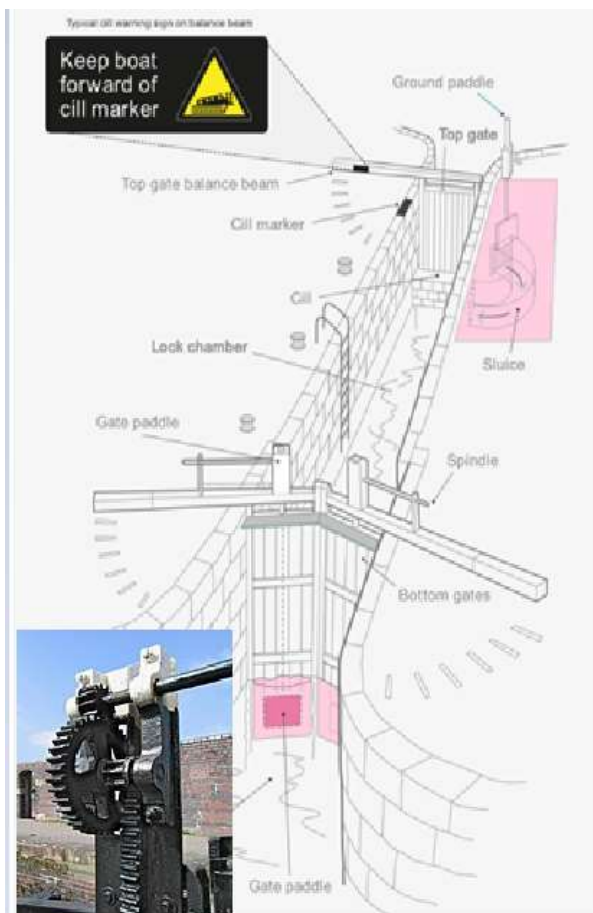 Typical cill warning sign on balance beam
Keep boat
forward of
cill marker
Ground paddle
Top gate
Top gate balance beam
Cill marker
Cill
Lock chamber
Sluice
Gate paddle
Spindle
Bottom gates
Gate paddle